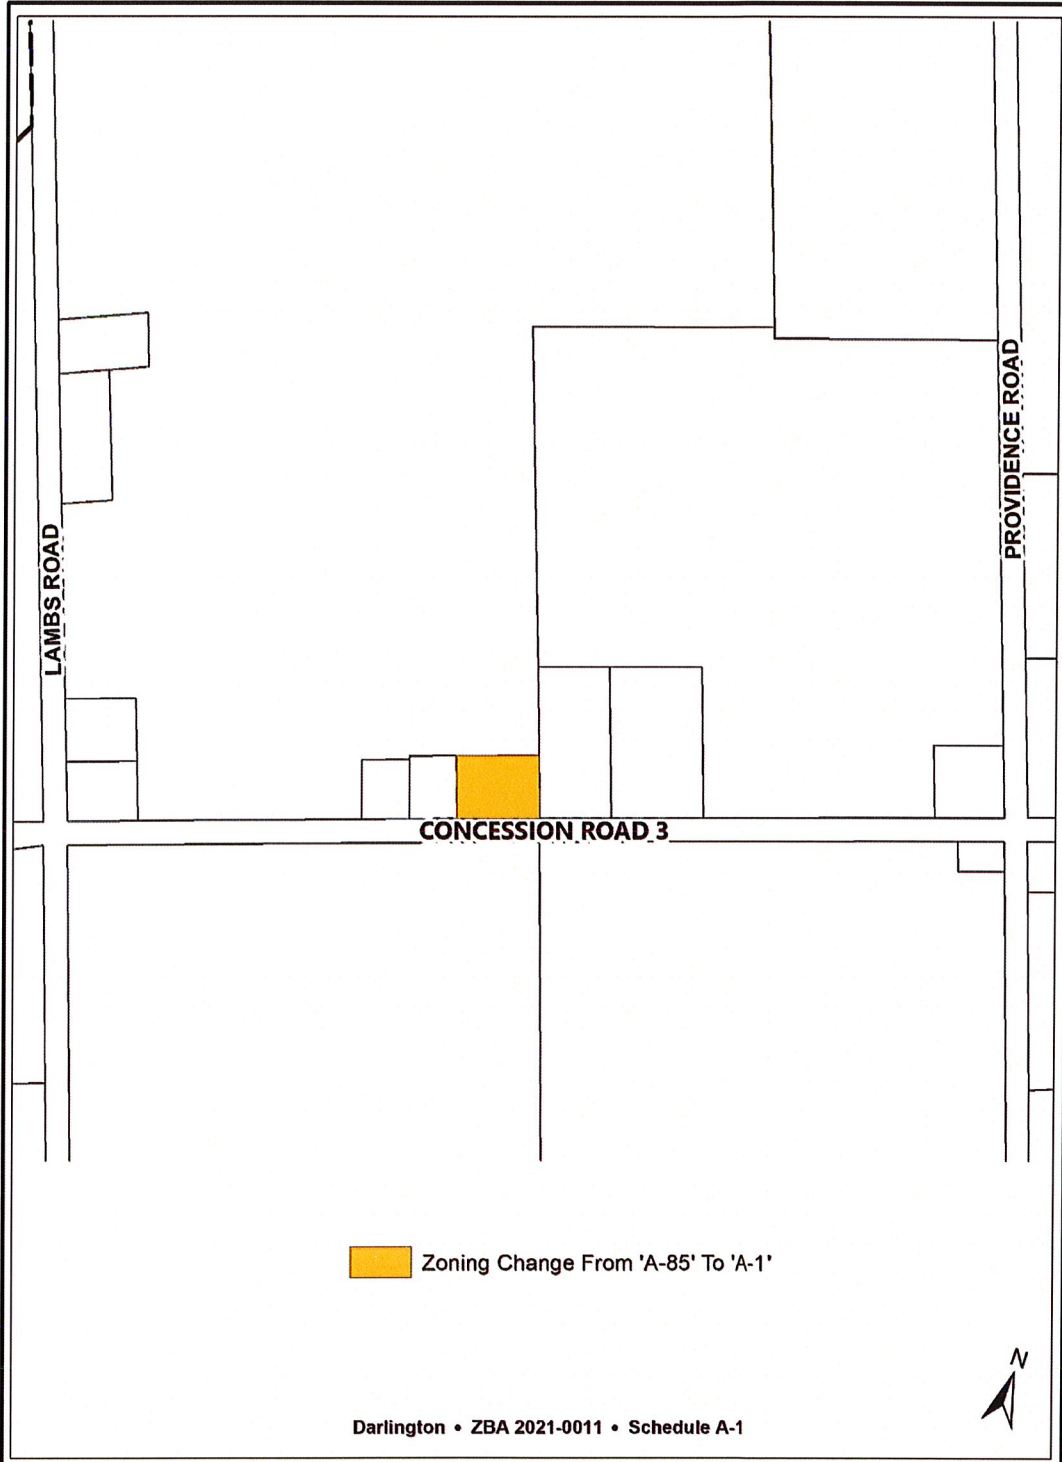 PROVIDENCE ROAD
LAMBS ROAD
CONCESSION ROAD 3
Zoning Change From 'A-85' To 'A-1'
N
Darlington • ZBA 2021-0011 • Schedule A-1